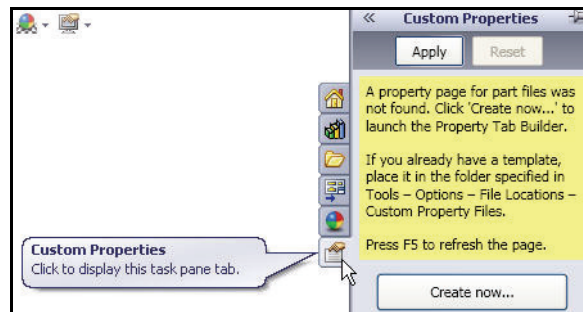 Custom Properties
Apply
Reset
A property page for part files was
not found. Click 'Create now...' to
launch the Property Tab Builder.
If you already have a template,
place it in the folder specified in
Tools – Options – File Locations –
Custom Property Files.
Press F5 to refresh the page.
Create now...
Custom Properties
Click to display this task pane tab.